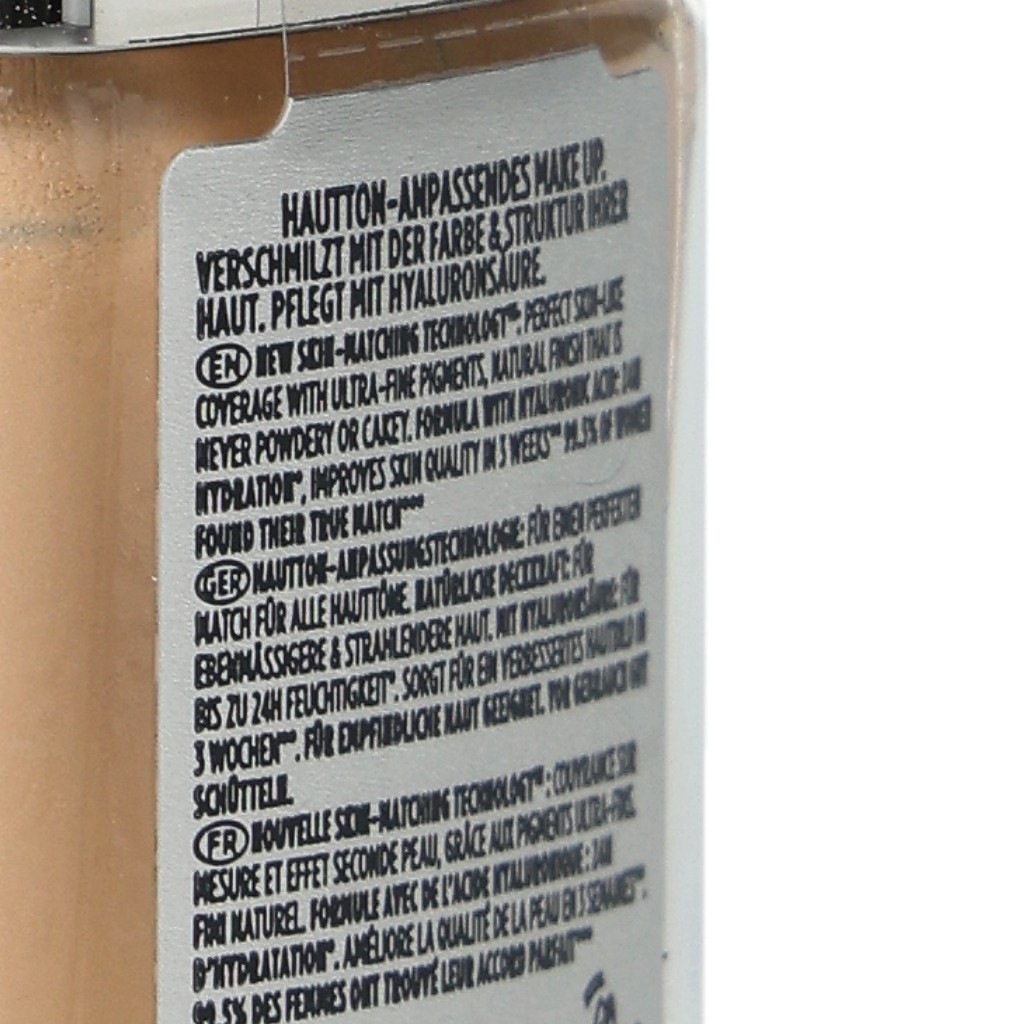 HAUTTON-ANPASSENDES MAKE UP.
VERSCHMILZT MIT DER FARBE & STRUKTUR IHRER
HAUT. PFLEGT MIT HYALURONSÄURE.
EN NEW SKIN-MATCHING TECHNOLOGY™: PERFECT SKIN-LIKE
COVERAGE WITH ULTRA-FINE PIGMENTS, NATURAL FINISH THAT IS
NEVER POWDERY OR CAKEY. FORMULA WITH HYALURONIC ACID: 24H
HYDRATION*, IMPROVES SKIN QUALITY IN 3 WEEKS** 99.5% OF WOMEN
FOUND THEIR TRUE MATCH***
GER HAUTTON-ANPASSUNGSTECHNOLOGIE: FÜR EINEN PERFEKTEN
MATCH FÜR ALLE HAUTTÖNE. NATÜRLICHE DECKKRAFT: FÜR
EBENMÄSSIGERE & STRAHLENDERE HAUT. MIT HYALURONSÄURE: FÜR
BIS ZU 24H FEUCHTIGKEIT*. SORGT FÜR EIN VERBESSERTES HAUTBILD IN
3 WOCHEN**. FÜR EMPFINDLICHE HAUT GEEIGNET. VOR GEBRAUCH GUT
SCHÜTTELN.
FR NOUVELLE SKIN-MATCHING TECHNOLOGY™: COUVRANCE SUR
MESURE ET EFFET SECONDE PEAU, GRÂCE AUX PIGMENTS ULTRA-FINS.
FINI NATUREL. FORMULE AVEC DE L'ACIDE HYALURONIQUE : 24H
D'HYDRATATION*. AMÉLIORE LA QUALITÉ DE LA PEAU EN 3 SEMAINES**.
99.5% DES FEMMES ONT TROUVÉ LEUR ACCORD PARFAIT***